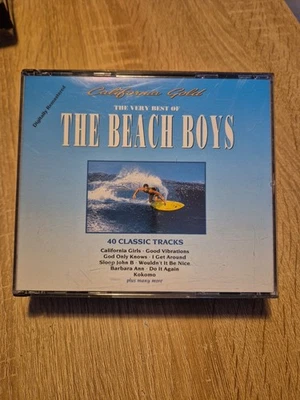 California Gold
Digitally Remastered
THE VERY BEST OF
THE BEACH BOYS
40 CLASSIC TRACKS
California Girls · Good Vibrations
God Only Knows · I Get Around
Sloop John B · Wouldn't It Be Nice
Barbara Ann · Do It Again
Kokomo
plus many more